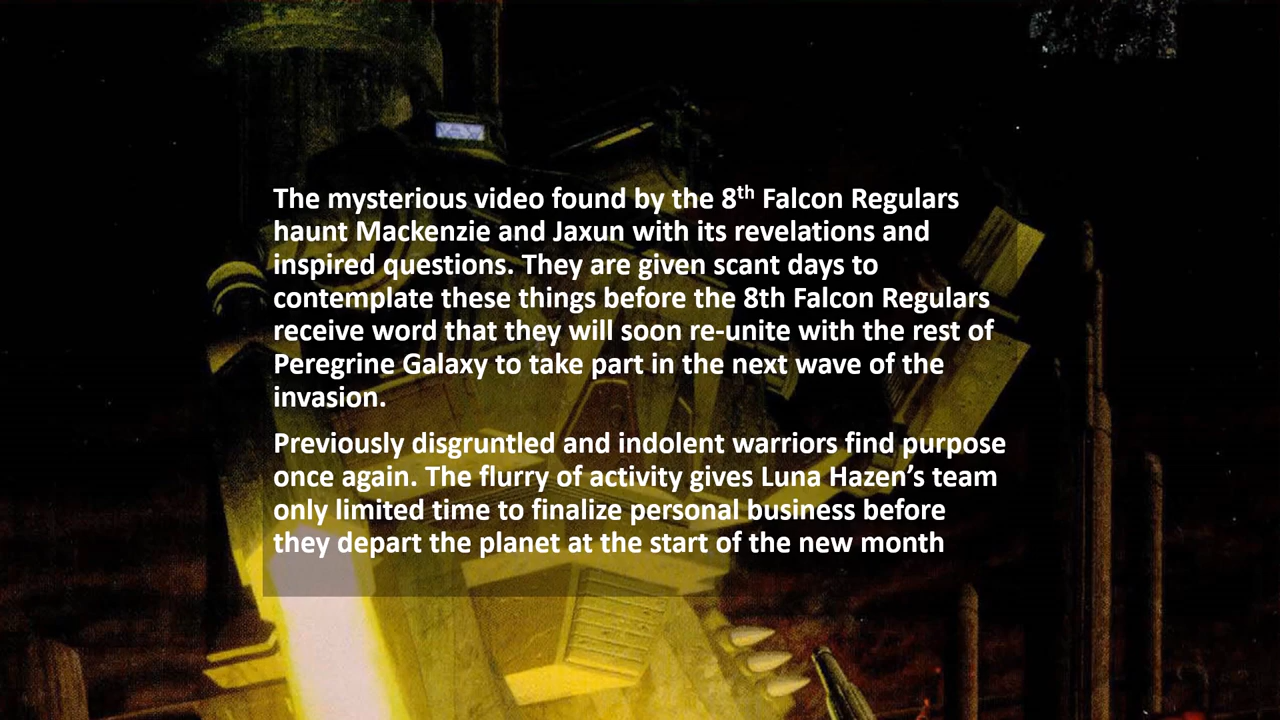 The mysterious video found by the 8th Falcon Regulars
haunt Mackenzie and Jaxun with its revelations and
inspired questions. They are given scant days to
contemplate these things before the 8th Falcon Regulars
receive word that they will soon re-unite with the rest of
Peregrine Galaxy to take part in the next wave of the
invasion.
Previously disgruntled and indolent warriors find purpose
once again. The flurry of activity gives Luna Hazen’s team
only limited time to finalize personal business before
they depart the planet at the start of the new month